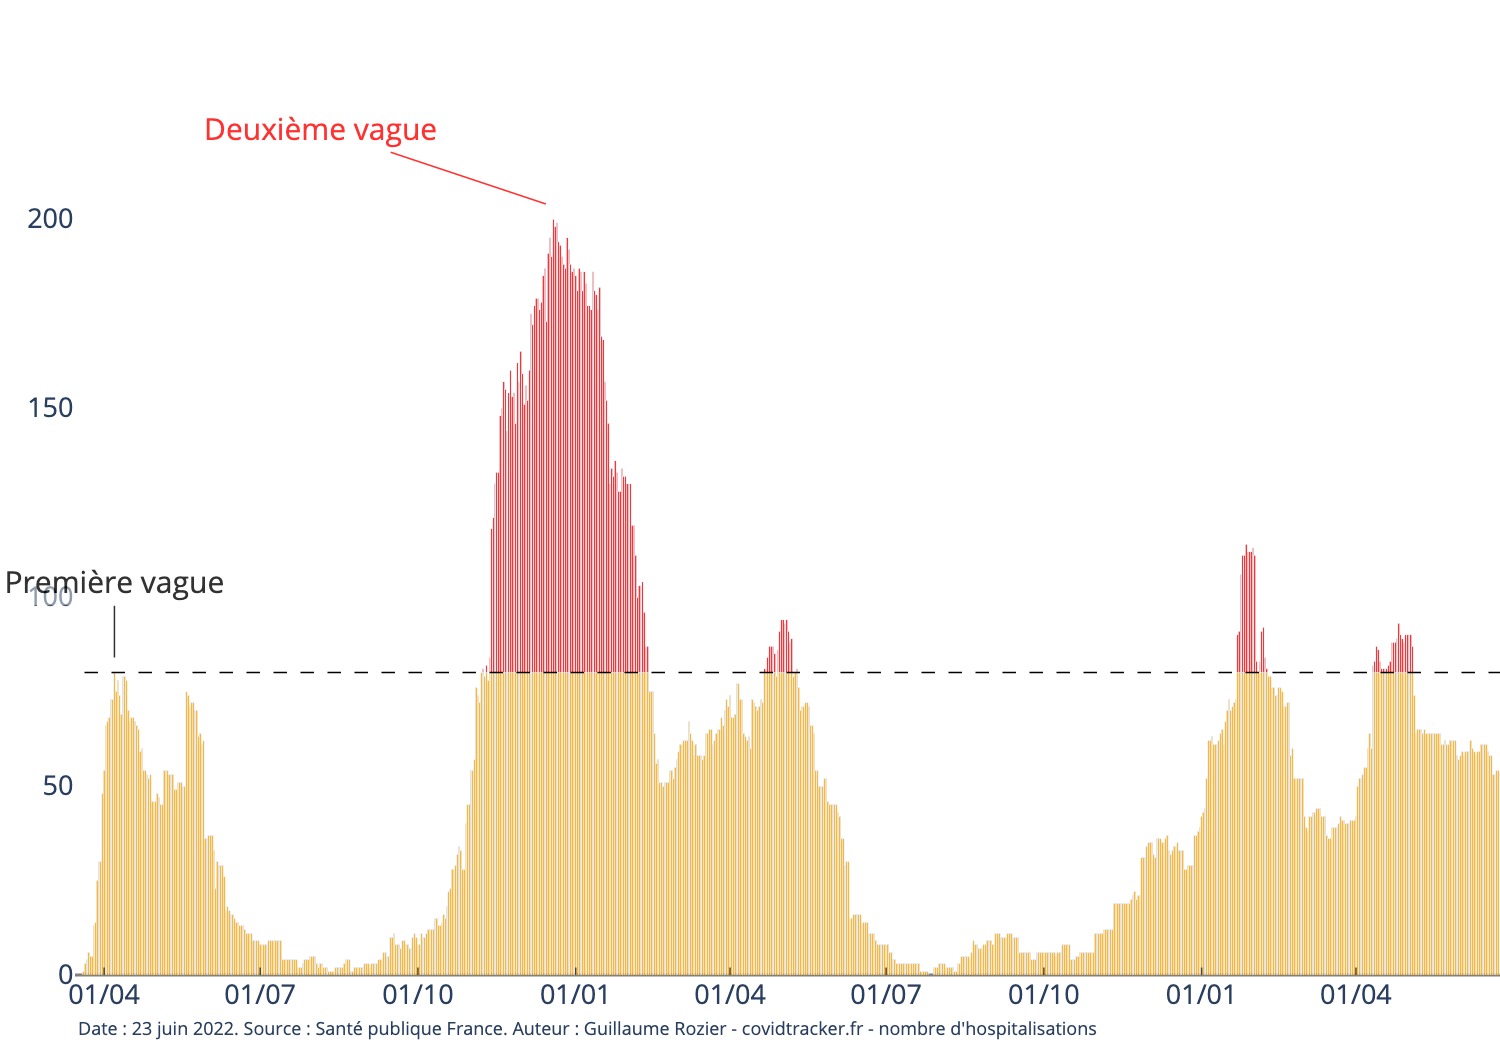 Deuxième vague
200
150
Première vague
100
50
0
01/04 01/07 01/10 01/01 01/04 01/07 01/10 01/01 01/04
Date : 23 juin 2022. Source : Santé publique France. Auteur : Guillaume Rozier - covidtracker.fr - nombre d'hospitalisations